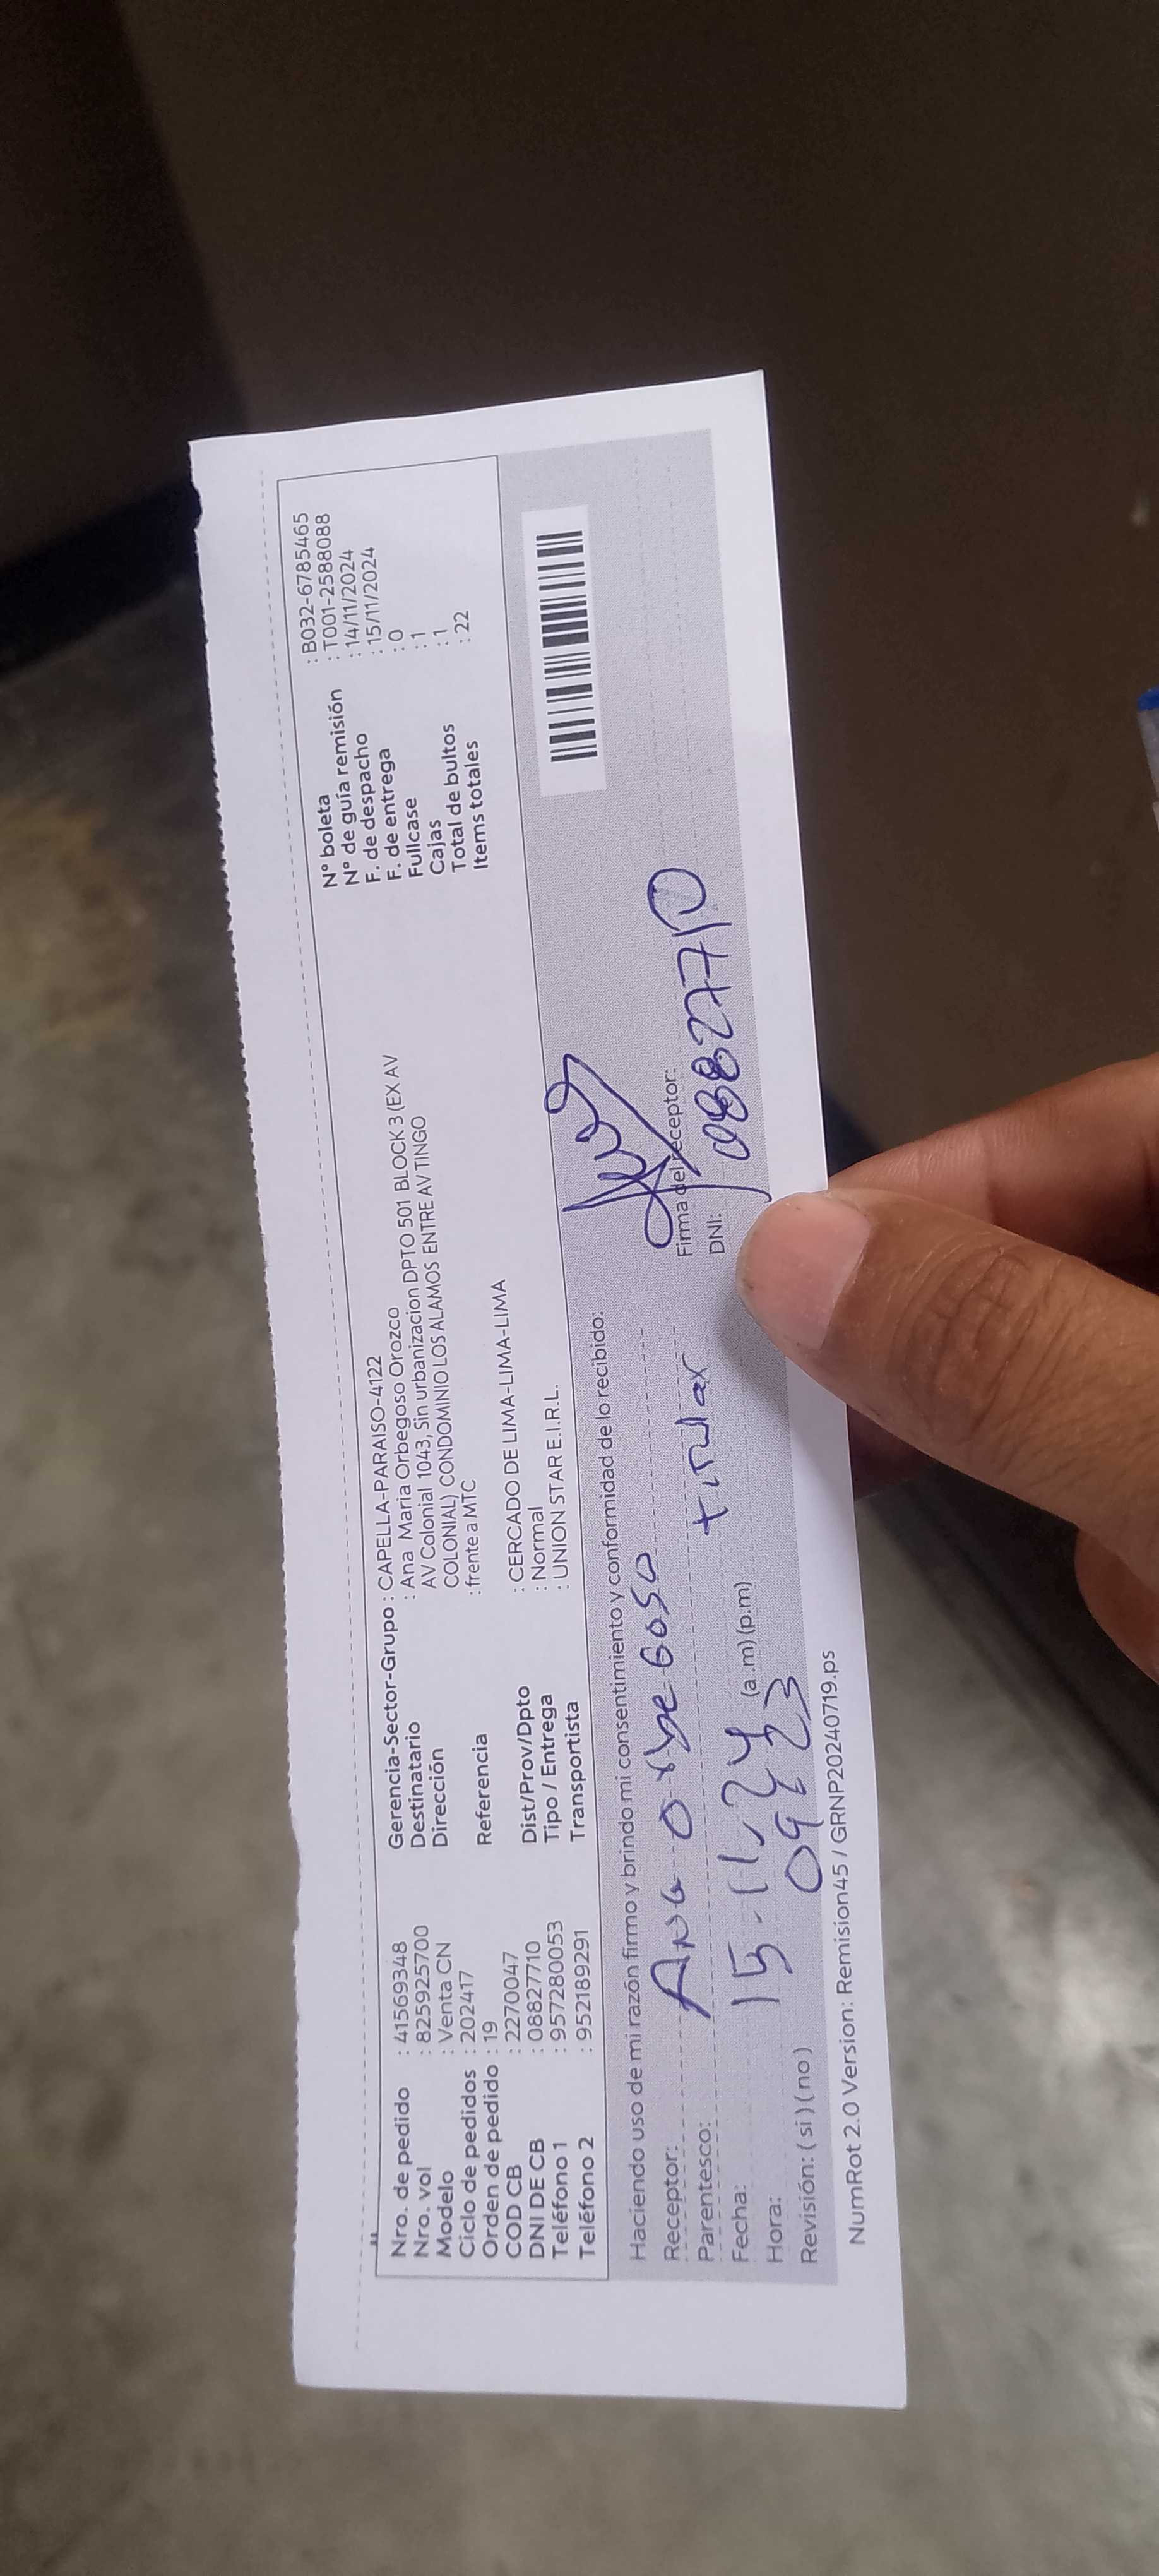 Nro. de pedido : 41569348
Nro. vol : 825925700
Modelo : Venta CN
Ciclo de pedidos : 202417
Orden de pedido : 19
COD CB : 2270047
DNI DE CB : 08827710
Teléfono 1 : 957280053
Teléfono 2 : 952189291
Gerencia-Sector-Grupo : CAPELLA-PARAISO-4122
Destinatario : Ana Maria Orbegoso Orozco
Dirección AV Colonial 1043, Sin urbanizacion DPTO 501 BLOCK 3 (EX AV
COLONIAL) CONDOMINIO LOS ALAMOS ENTRE AV TINGO
Referencia : frente a MTC
Dist/Prov/Dpto : CERCADO DE LIMA-LIMA-LIMA
Tipo / Entrega : Normal
Transportista : UNION STAR E.I.R.L.
N° boleta : B032-6785465
N° de guía remisión : T001-2588088
F. de despacho : 14/11/2024
F. de entrega : 15/11/2024
Fullcase : 0
Cajas : 1
Total de bultos : 1
Items totales : 22
Haciendo uso de mi razón firmo y brindo mi consentimiento y conformidad de lo recibido:
Receptor: Ana Orbegoso
Parentesco: titular
Fecha: 15-11-24
Hora: 09:23 (a.m) (p.m)
Revisión: ( si ) ( no )
Firma del receptor:
DNI: 08827710
NumRot 2.0 Version: Remision45 / GRNP20240719.ps